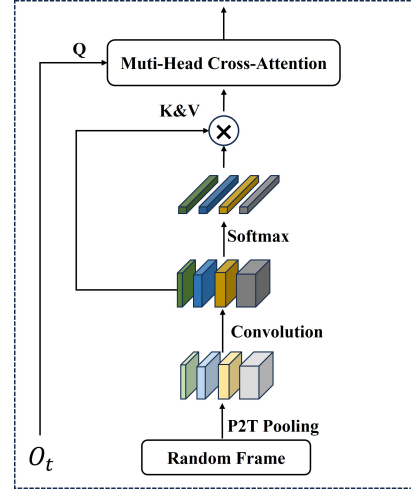 Q
Muti-Head Cross-Attention
K&V
×
Softmax
Convolution
P2T Pooling
O_t
Random Frame